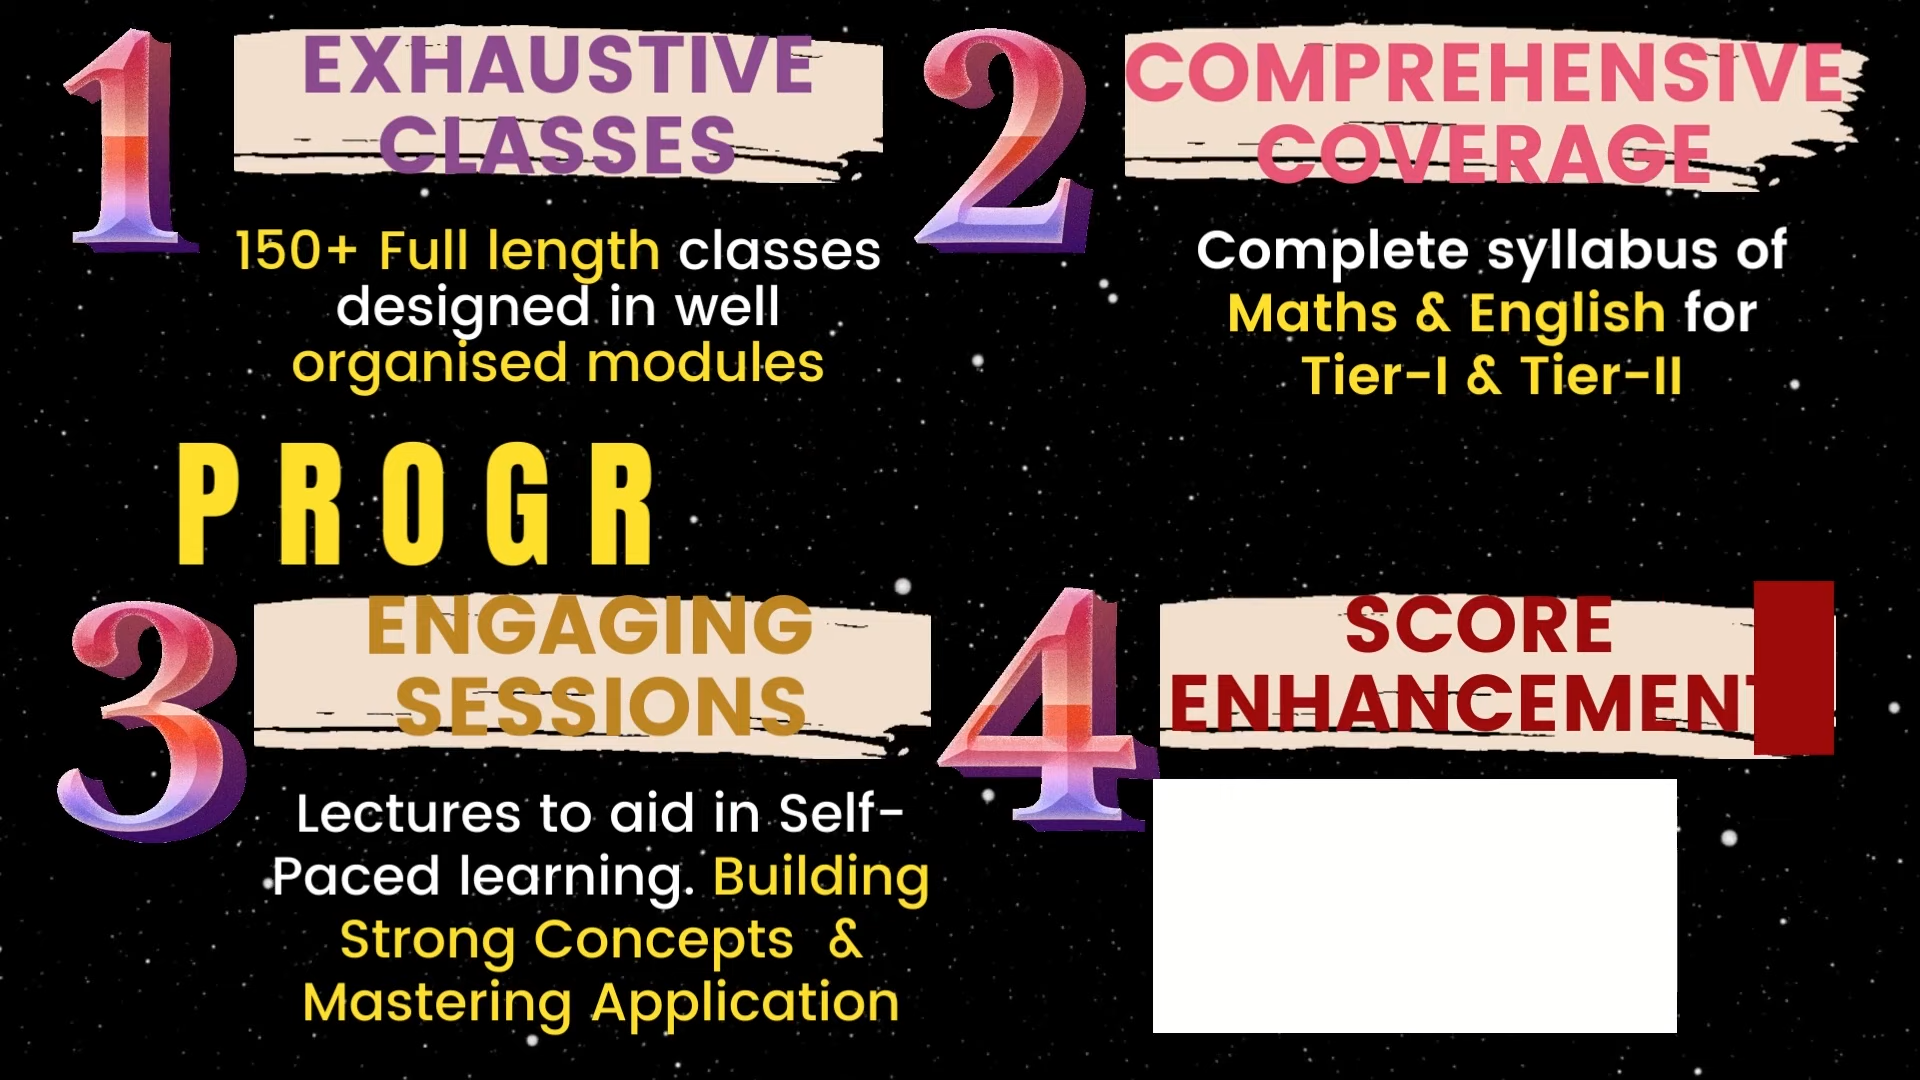 1
EXHAUSTIVE
CLASSES
150+ Full length classes
designed in well
organised modules
2
COMPREHENSIVE
COVERAGE
Complete syllabus of
Maths & English for
Tier-I & Tier-II
PROGR
3
ENGAGING
SESSIONS
Lectures to aid in Self-
Paced learning. Building
Strong Concepts &
Mastering Application
4
SCORE
ENHANCEMENT